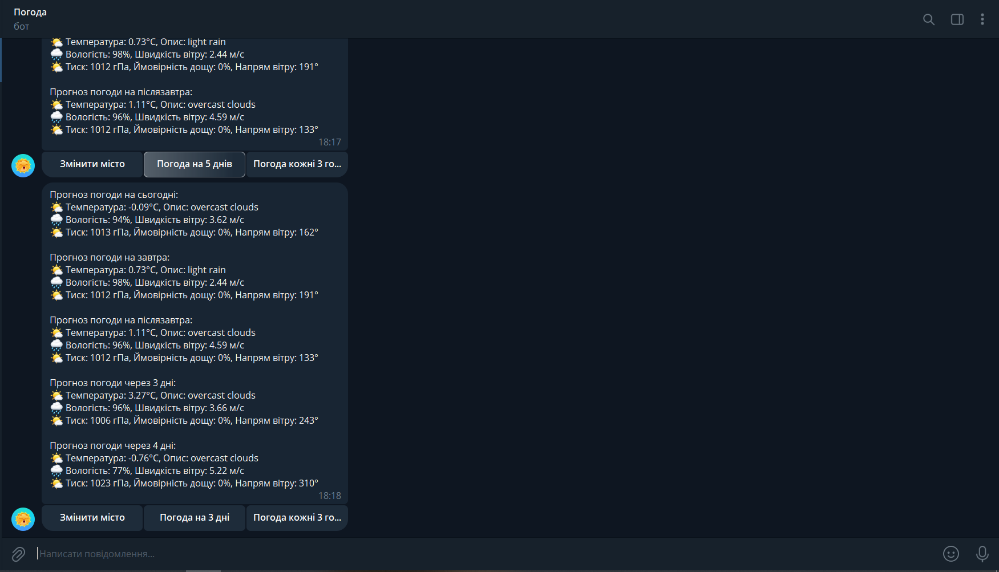 Погода
бот
Температура: 0.73°C, Опис: light rain
Вологість: 98%, Швидкість вітру: 2.44 м/с
Тиск: 1012 гПа, Ймовірність дощу: 0%, Напрям вітру: 191°
Прогноз погоди на післязавтра:
Температура: 1.11°C, Опис: overcast clouds
Вологість: 96%, Швидкість вітру: 4.59 м/с
Тиск: 1012 гПа, Ймовірність дощу: 0%, Напрям вітру: 133°
18:17
Змінити місто Погода на 5 днів Погода кожні 3 го...
Прогноз погоди на сьогодні:
Температура: -0.09°C, Опис: overcast clouds
Вологість: 94%, Швидкість вітру: 3.62 м/с
Тиск: 1013 гПа, Ймовірність дощу: 0%, Напрям вітру: 162°
Прогноз погоди на завтра:
Температура: 0.73°C, Опис: light rain
Вологість: 98%, Швидкість вітру: 2.44 м/с
Тиск: 1012 гПа, Ймовірність дощу: 0%, Напрям вітру: 191°
Прогноз погоди на післязавтра:
Температура: 1.11°C, Опис: overcast clouds
Вологість: 96%, Швидкість вітру: 4.59 м/с
Тиск: 1012 гПа, Ймовірність дощу: 0%, Напрям вітру: 133°
Прогноз погоди через 3 дні:
Температура: 3.27°C, Опис: overcast clouds
Вологість: 96%, Швидкість вітру: 3.66 м/с
Тиск: 1006 гПа, Ймовірність дощу: 0%, Напрям вітру: 243°
Прогноз погоди через 4 дні:
Температура: -0.76°C, Опис: overcast clouds
Вологість: 77%, Швидкість вітру: 5.22 м/с
Тиск: 1023 гПа, Ймовірність дощу: 0%, Напрям вітру: 310°
18:18
Змінити місто Погода на 3 дні Погода кожні 3 го...
Написати повідомлення...